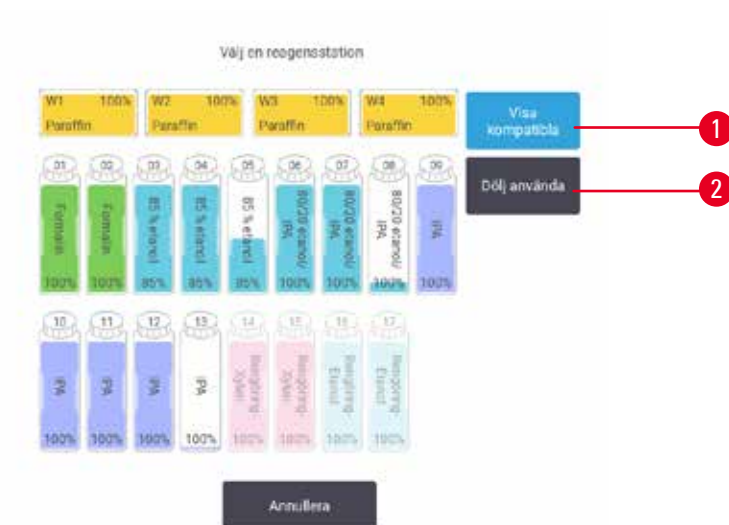 Välj en reagensstation
W1 100% W2 100% W3 100% W4 100%
Paraffin Paraffin Paraffin Paraffin
Visa
kompatibla
1
Dölj använda
2
01 02 03 04 05 06 07 08 09
Formalin
Formalin
85 % etanol
85 % etanol
85 % etanol
80/20 etanol/
IPA
80/20 etanol/
IPA
80/20 etanol/
IPA
IPA
100% 100% 85% 85% 85% 100% 100% 100% 100%
10 11 12 13 14 15 16 17
IPA
IPA
IPA
IPA
Rengöring-
Xylen
Rengöring-
Xylen
Rengöring-
Etanol
Rengöring-
Etanol
100% 100% 100% 100% 100% 100% 100% 100%
Annullera